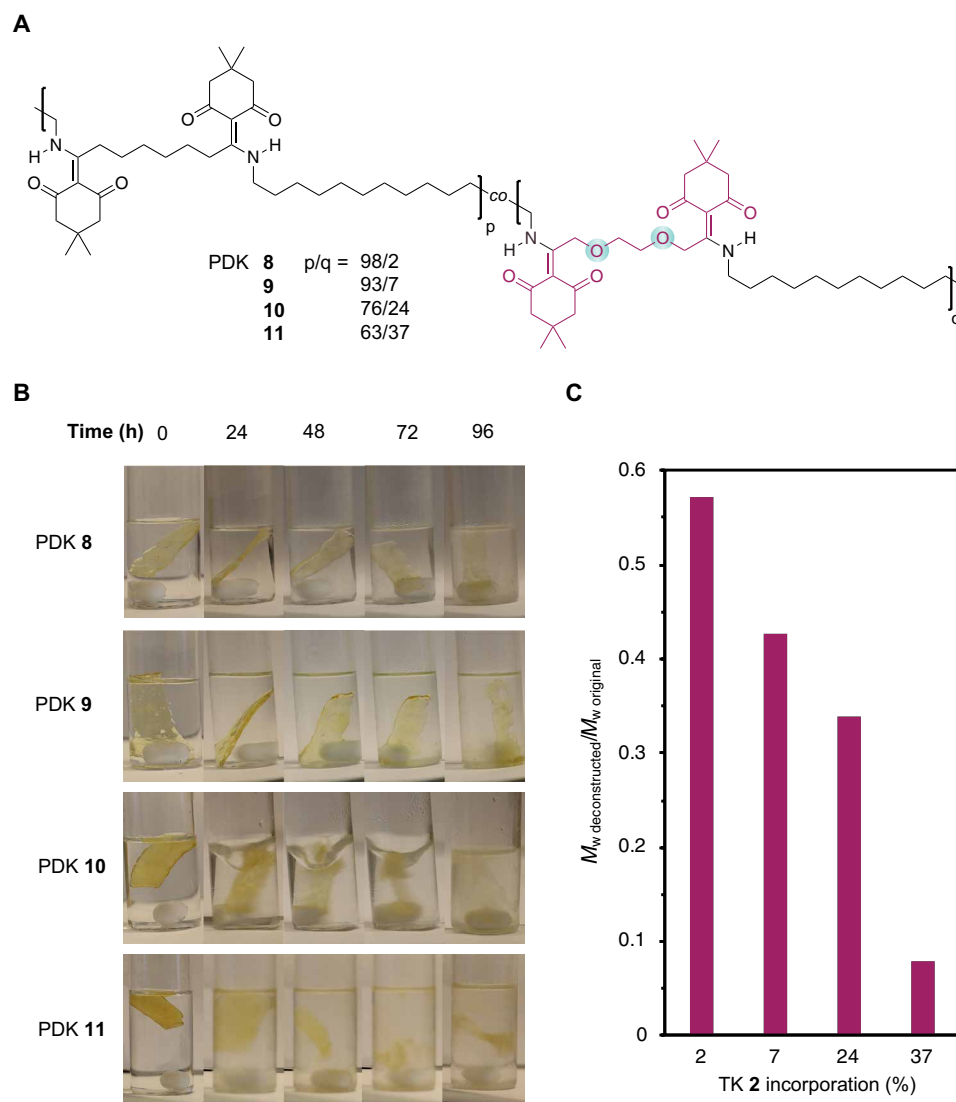 A
O
O
N
H
N
H
O
O
p
co
N
H
O
O
O
O
N
H
O
O
q
PDK 8 p/q = 98/2
9 93/7
10 76/24
11 63/37
B
Time (h) 0 24 48 72 96
PDK 8
PDK 9
PDK 10
PDK 11
C
0.6
0.5
0.4
0.3
0.2
0.1
0
Mw deconstructed/Mw original
2 7 24 37
TK 2 incorporation (%)